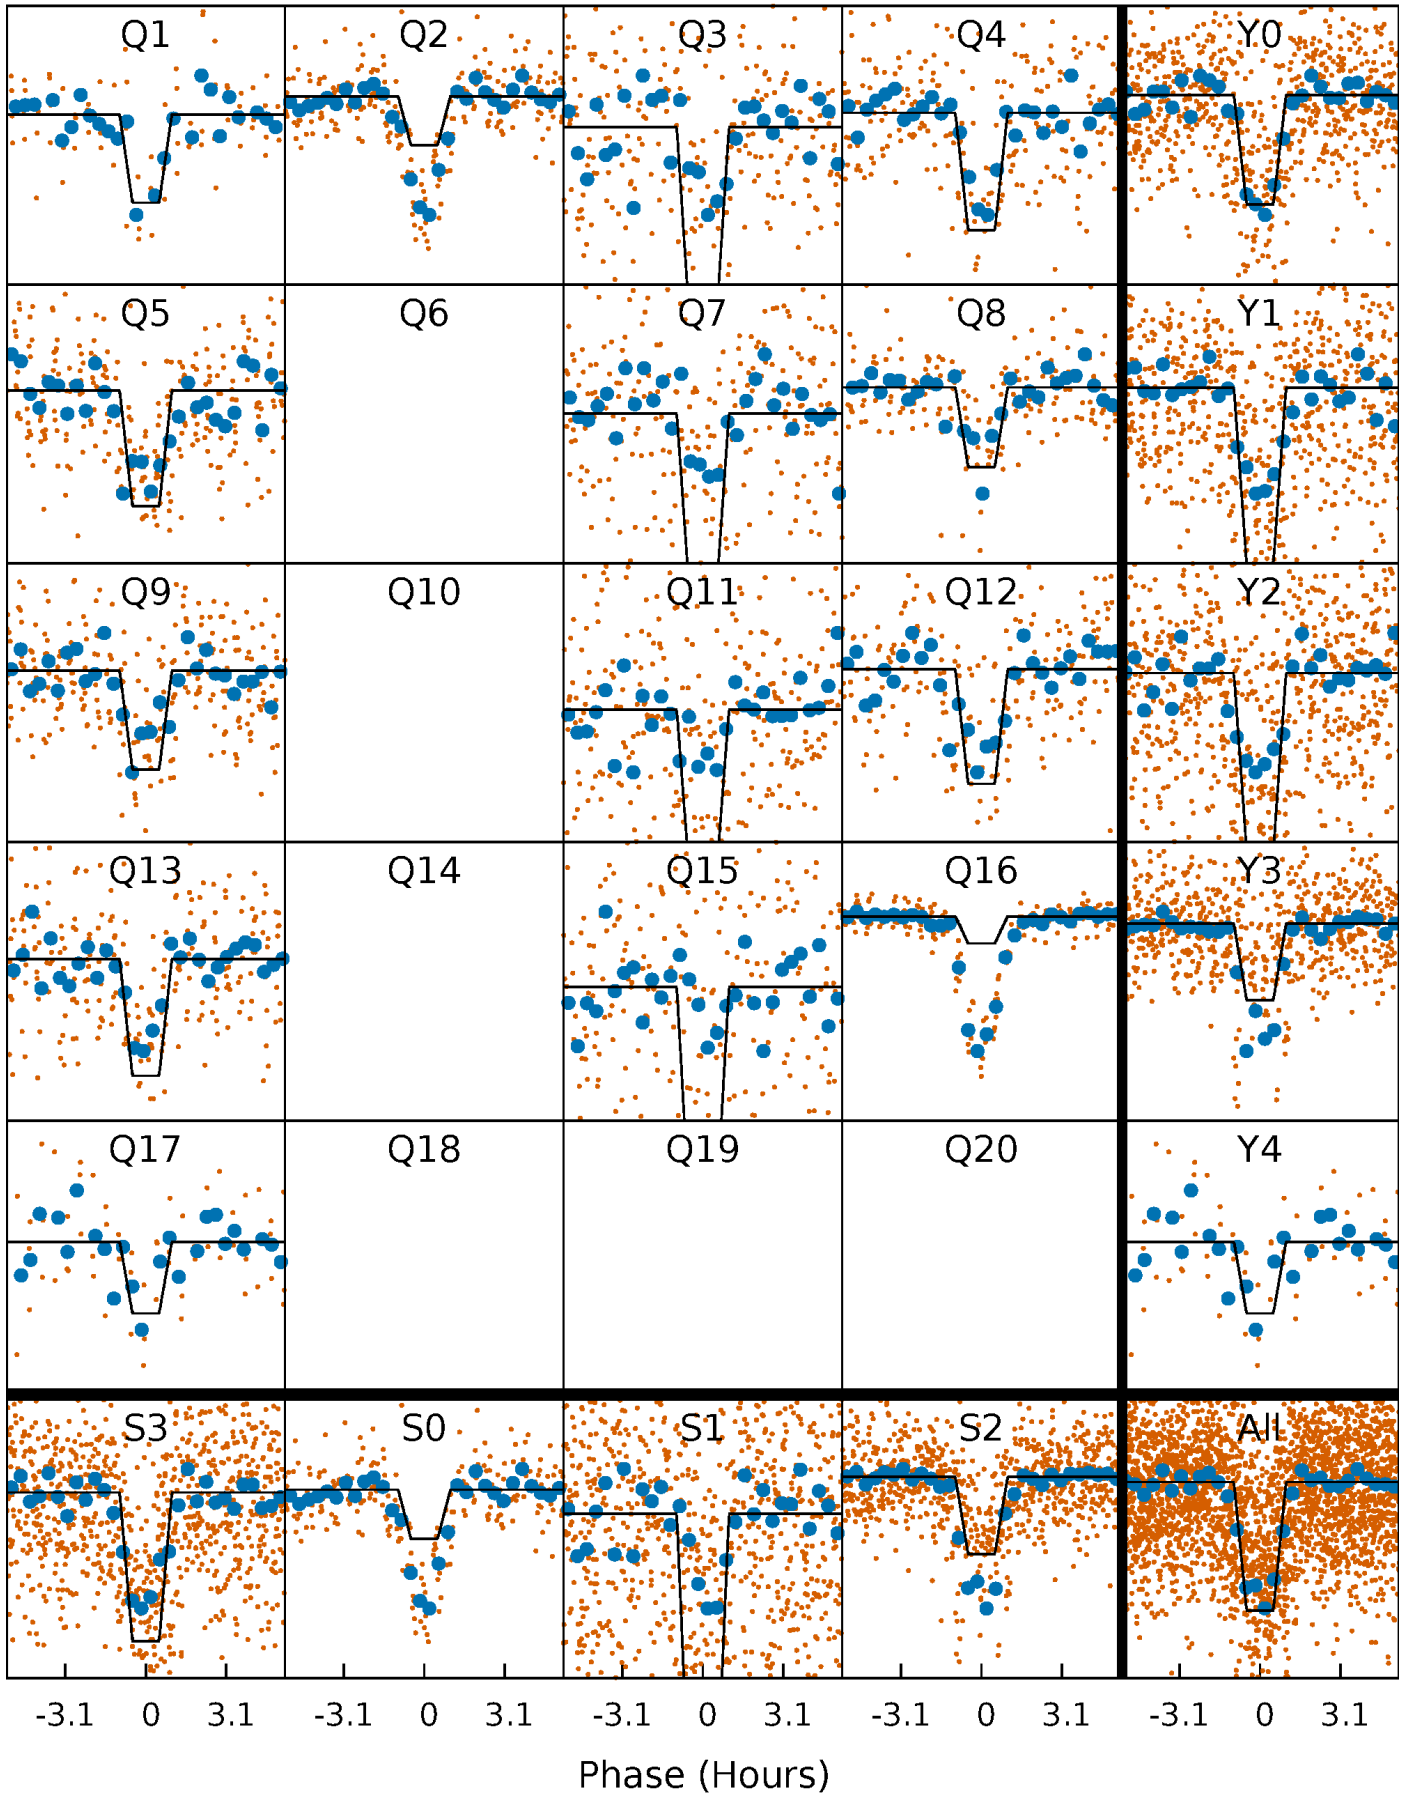 Q1 Q2 Q3 Q4 Y0
Q5 Q6 Q7 Q8 Y1
Q9 Q10 Q11 Q12 Y2
Q13 Q14 Q15 Q16 Y3
Q17 Q18 Q19 Q20 Y4
S3 S0 S1 S2 All
-3.1 0 3.1 -3.1 0 3.1 -3.1 0 3.1 -3.1 0 3.1 -3.1 0 3.1
Phase (Hours)